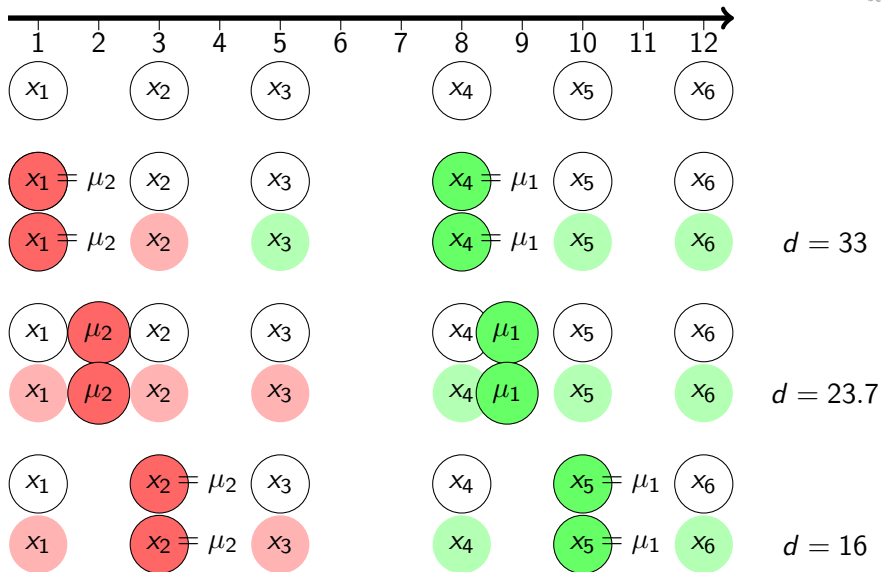 1 2 3 4 5 6 7 8 9 10 11 12
x₁ x₂ x₃ x₄ x₅ x₆
x₁ = μ₂ x₂ x₃ x₄ = μ₁ x₅ x₆
x₁ = μ₂ x₂ x₃ x₄ = μ₁ x₅ x₆ d = 33
x₁ μ₂ x₂ x₃ x₄ μ₁ x₅ x₆
x₁ μ₂ x₂ x₃ x₄ μ₁ x₅ x₆ d = 23.7
x₁ x₂ = μ₂ x₃ x₄ x₅ = μ₁ x₆
x₁ x₂ = μ₂ x₃ x₄ x₅ = μ₁ x₆ d = 16